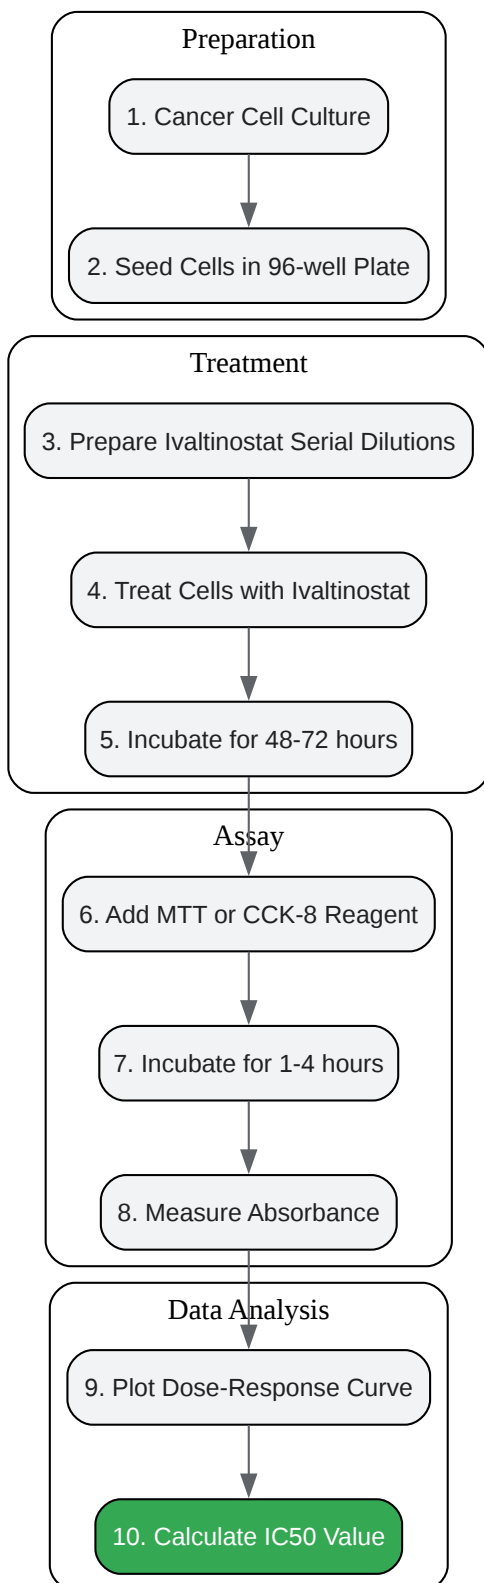 Preparation
1. Cancer Cell Culture
2. Seed Cells in 96-well Plate
Treatment
3. Prepare Ivaltinostat Serial Dilutions
4. Treat Cells with Ivaltinostat
5. Incubate for 48-72 hours
Assay
6. Add MTT or CCK-8 Reagent
7. Incubate for 1-4 hours
8. Measure Absorbance
Data Analysis
9. Plot Dose-Response Curve
10. Calculate IC50 Value